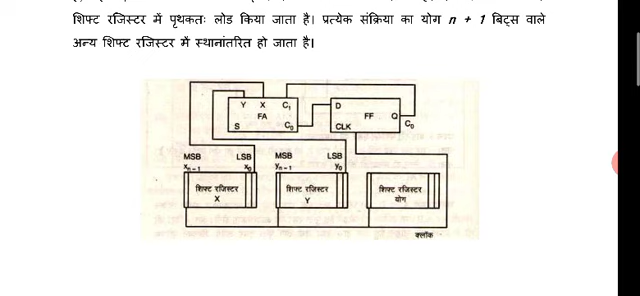 शिफ्ट रजिस्टर में पृथकतः लोड किया जाता है। प्रत्येक संक्रिया का योग n + 1 बिट्स वाले
अन्य शिफ्ट रजिस्टर में स्थानांतरित हो जाता है।
Y X C₁ D
FA FF Q
S C₀ CLK C₀
MSB LSB MSB LSB
xₙ₋₁ x₀ yₙ₋₁ y₀
शिफ्ट रजिस्टर शिफ्ट रजिस्टर शिफ्ट रजिस्टर
X Y योग
क्लॉक